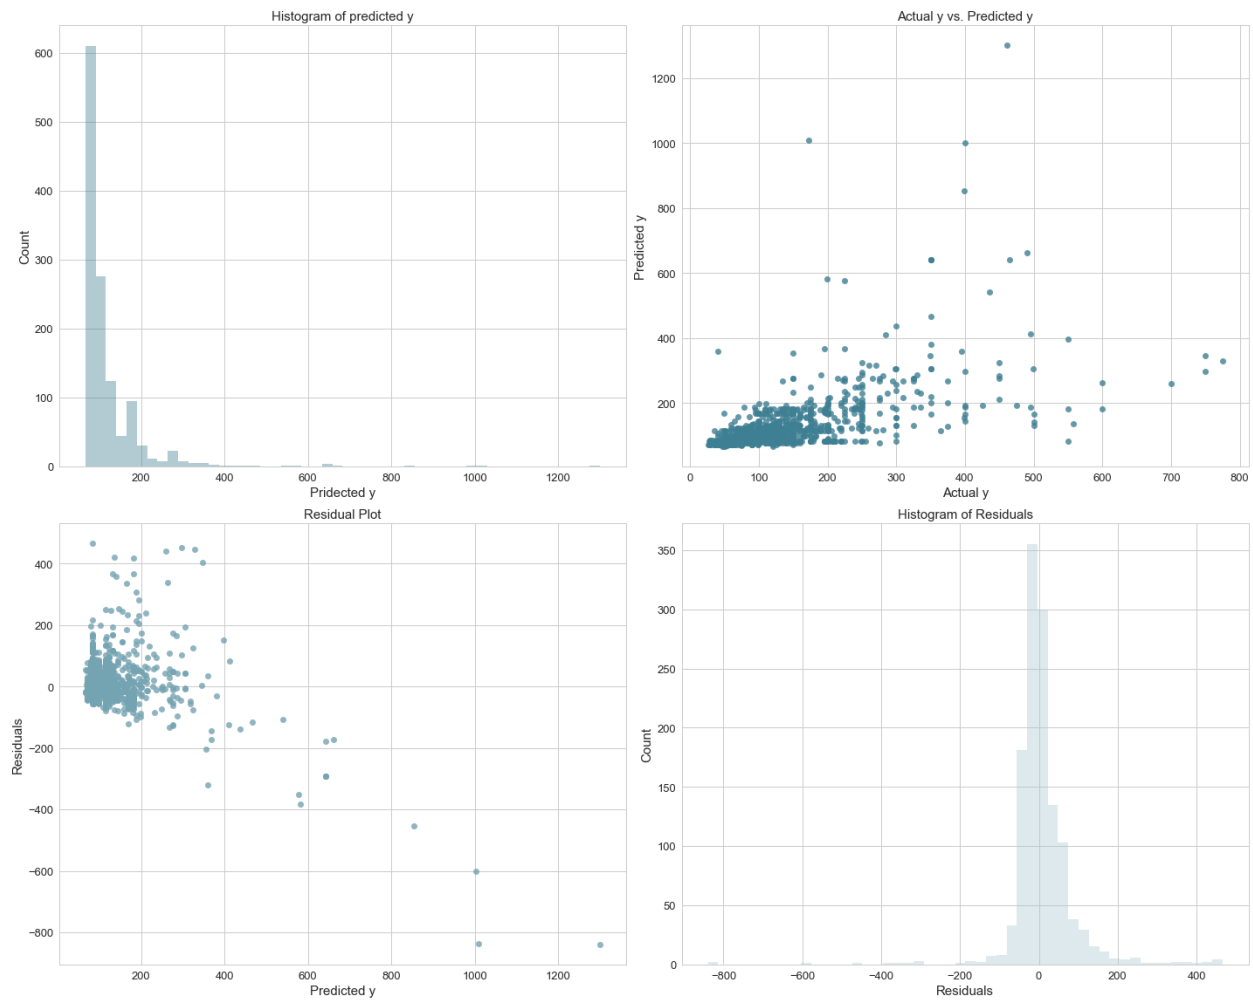 Histogram of predicted y
600
500
400
300
200
100
0
Count
200 400 600 800 1000 1200
Pridected y
Actual y vs. Predicted y
1200
1000
800
600
400
200
Predicted y
0 100 200 300 400 500 600 700 800
Actual y
Residual Plot
400
200
0
−200
−400
−600
−800
Residuals
200 400 600 800 1000 1200
Predicted y
Histogram of Residuals
350
300
250
200
150
100
50
0
Count
−800 −600 −400 −200 0 200 400
Residuals